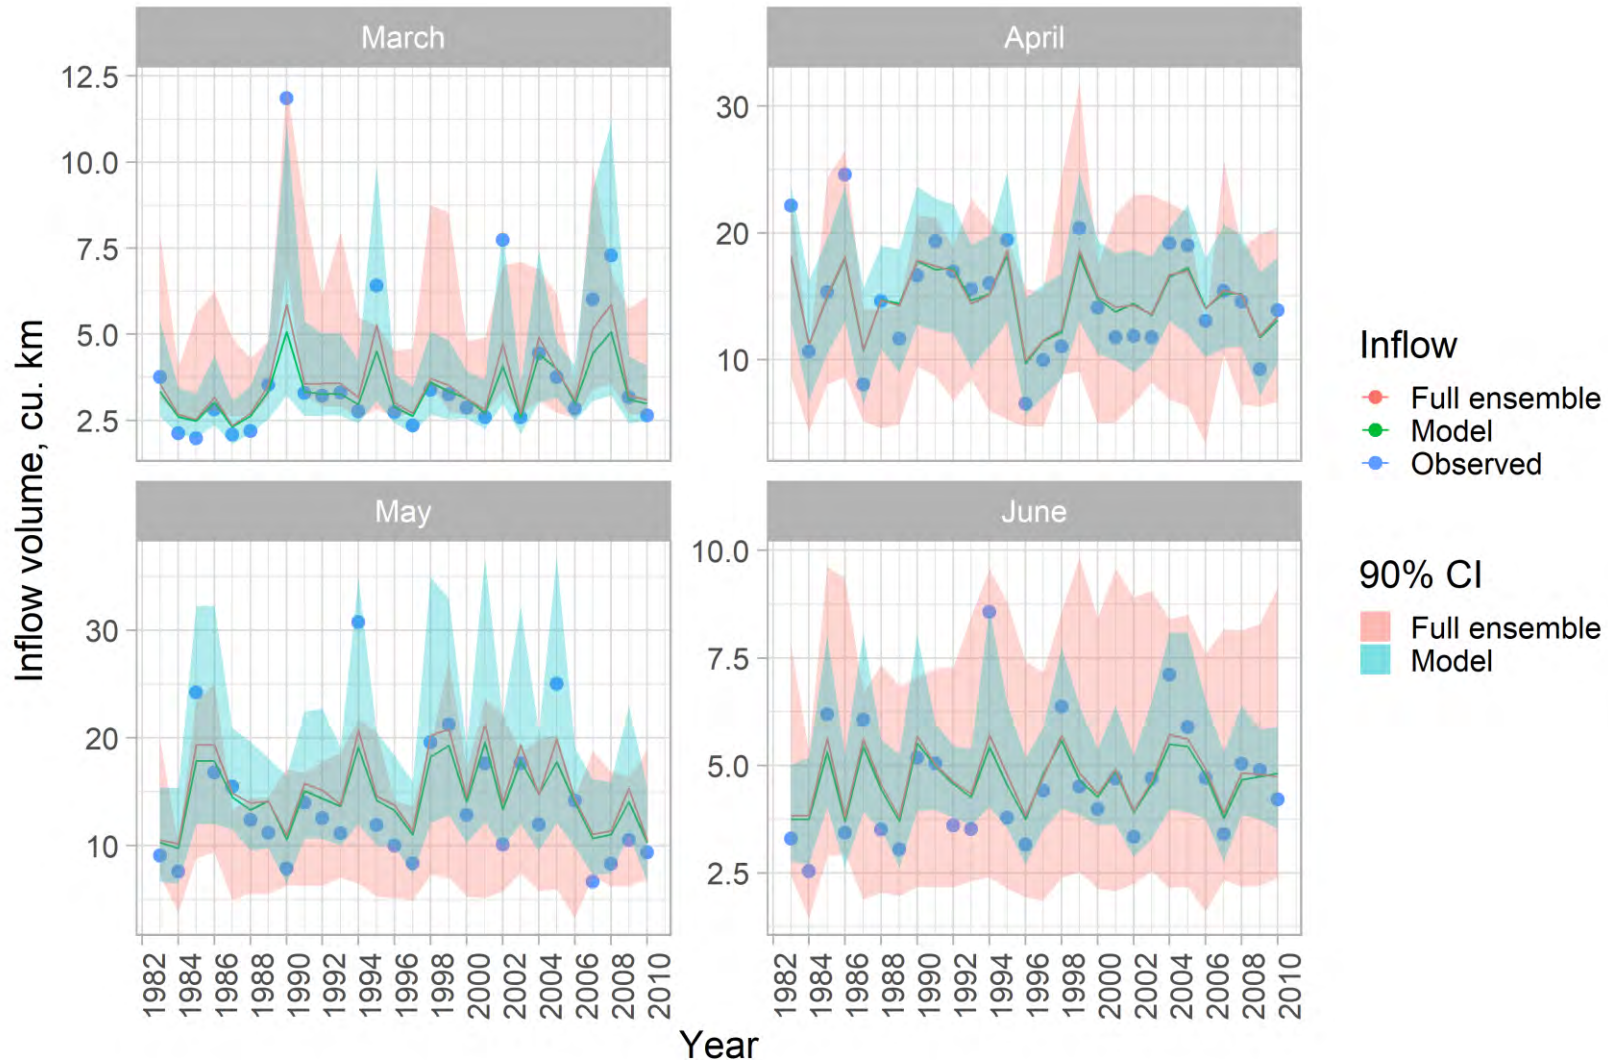 March
April
12.5
10.0
7.5
5.0
2.5
30
20
10
May
June
30
20
10
10.0
7.5
5.0
2.5
1982 1984 1986 1988 1990 1992 1994 1996 1998 2000 2002 2004 2006 2008 2010
1982 1984 1986 1988 1990 1992 1994 1996 1998 2000 2002 2004 2006 2008 2010
Inflow volume, cu. km
Year
Inflow
Full ensemble
Model
Observed
90% CI
Full ensemble
Model